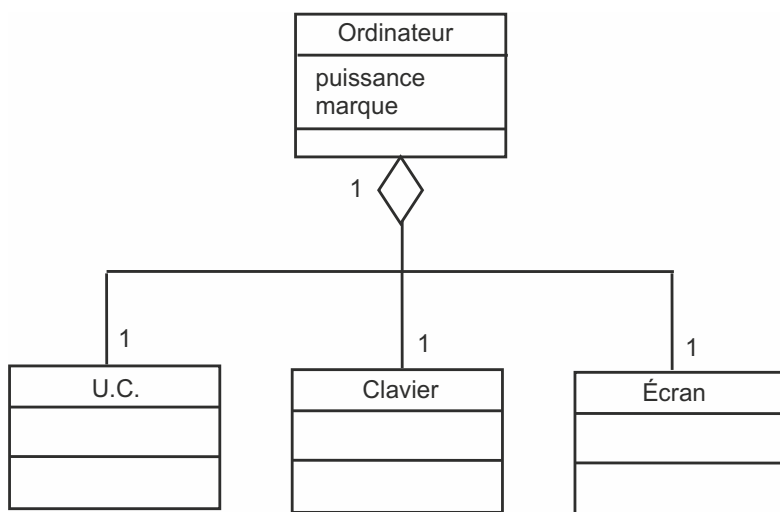 Ordinateur
puissance
marque
1
1
1
1
U.C.
Clavier
Écran